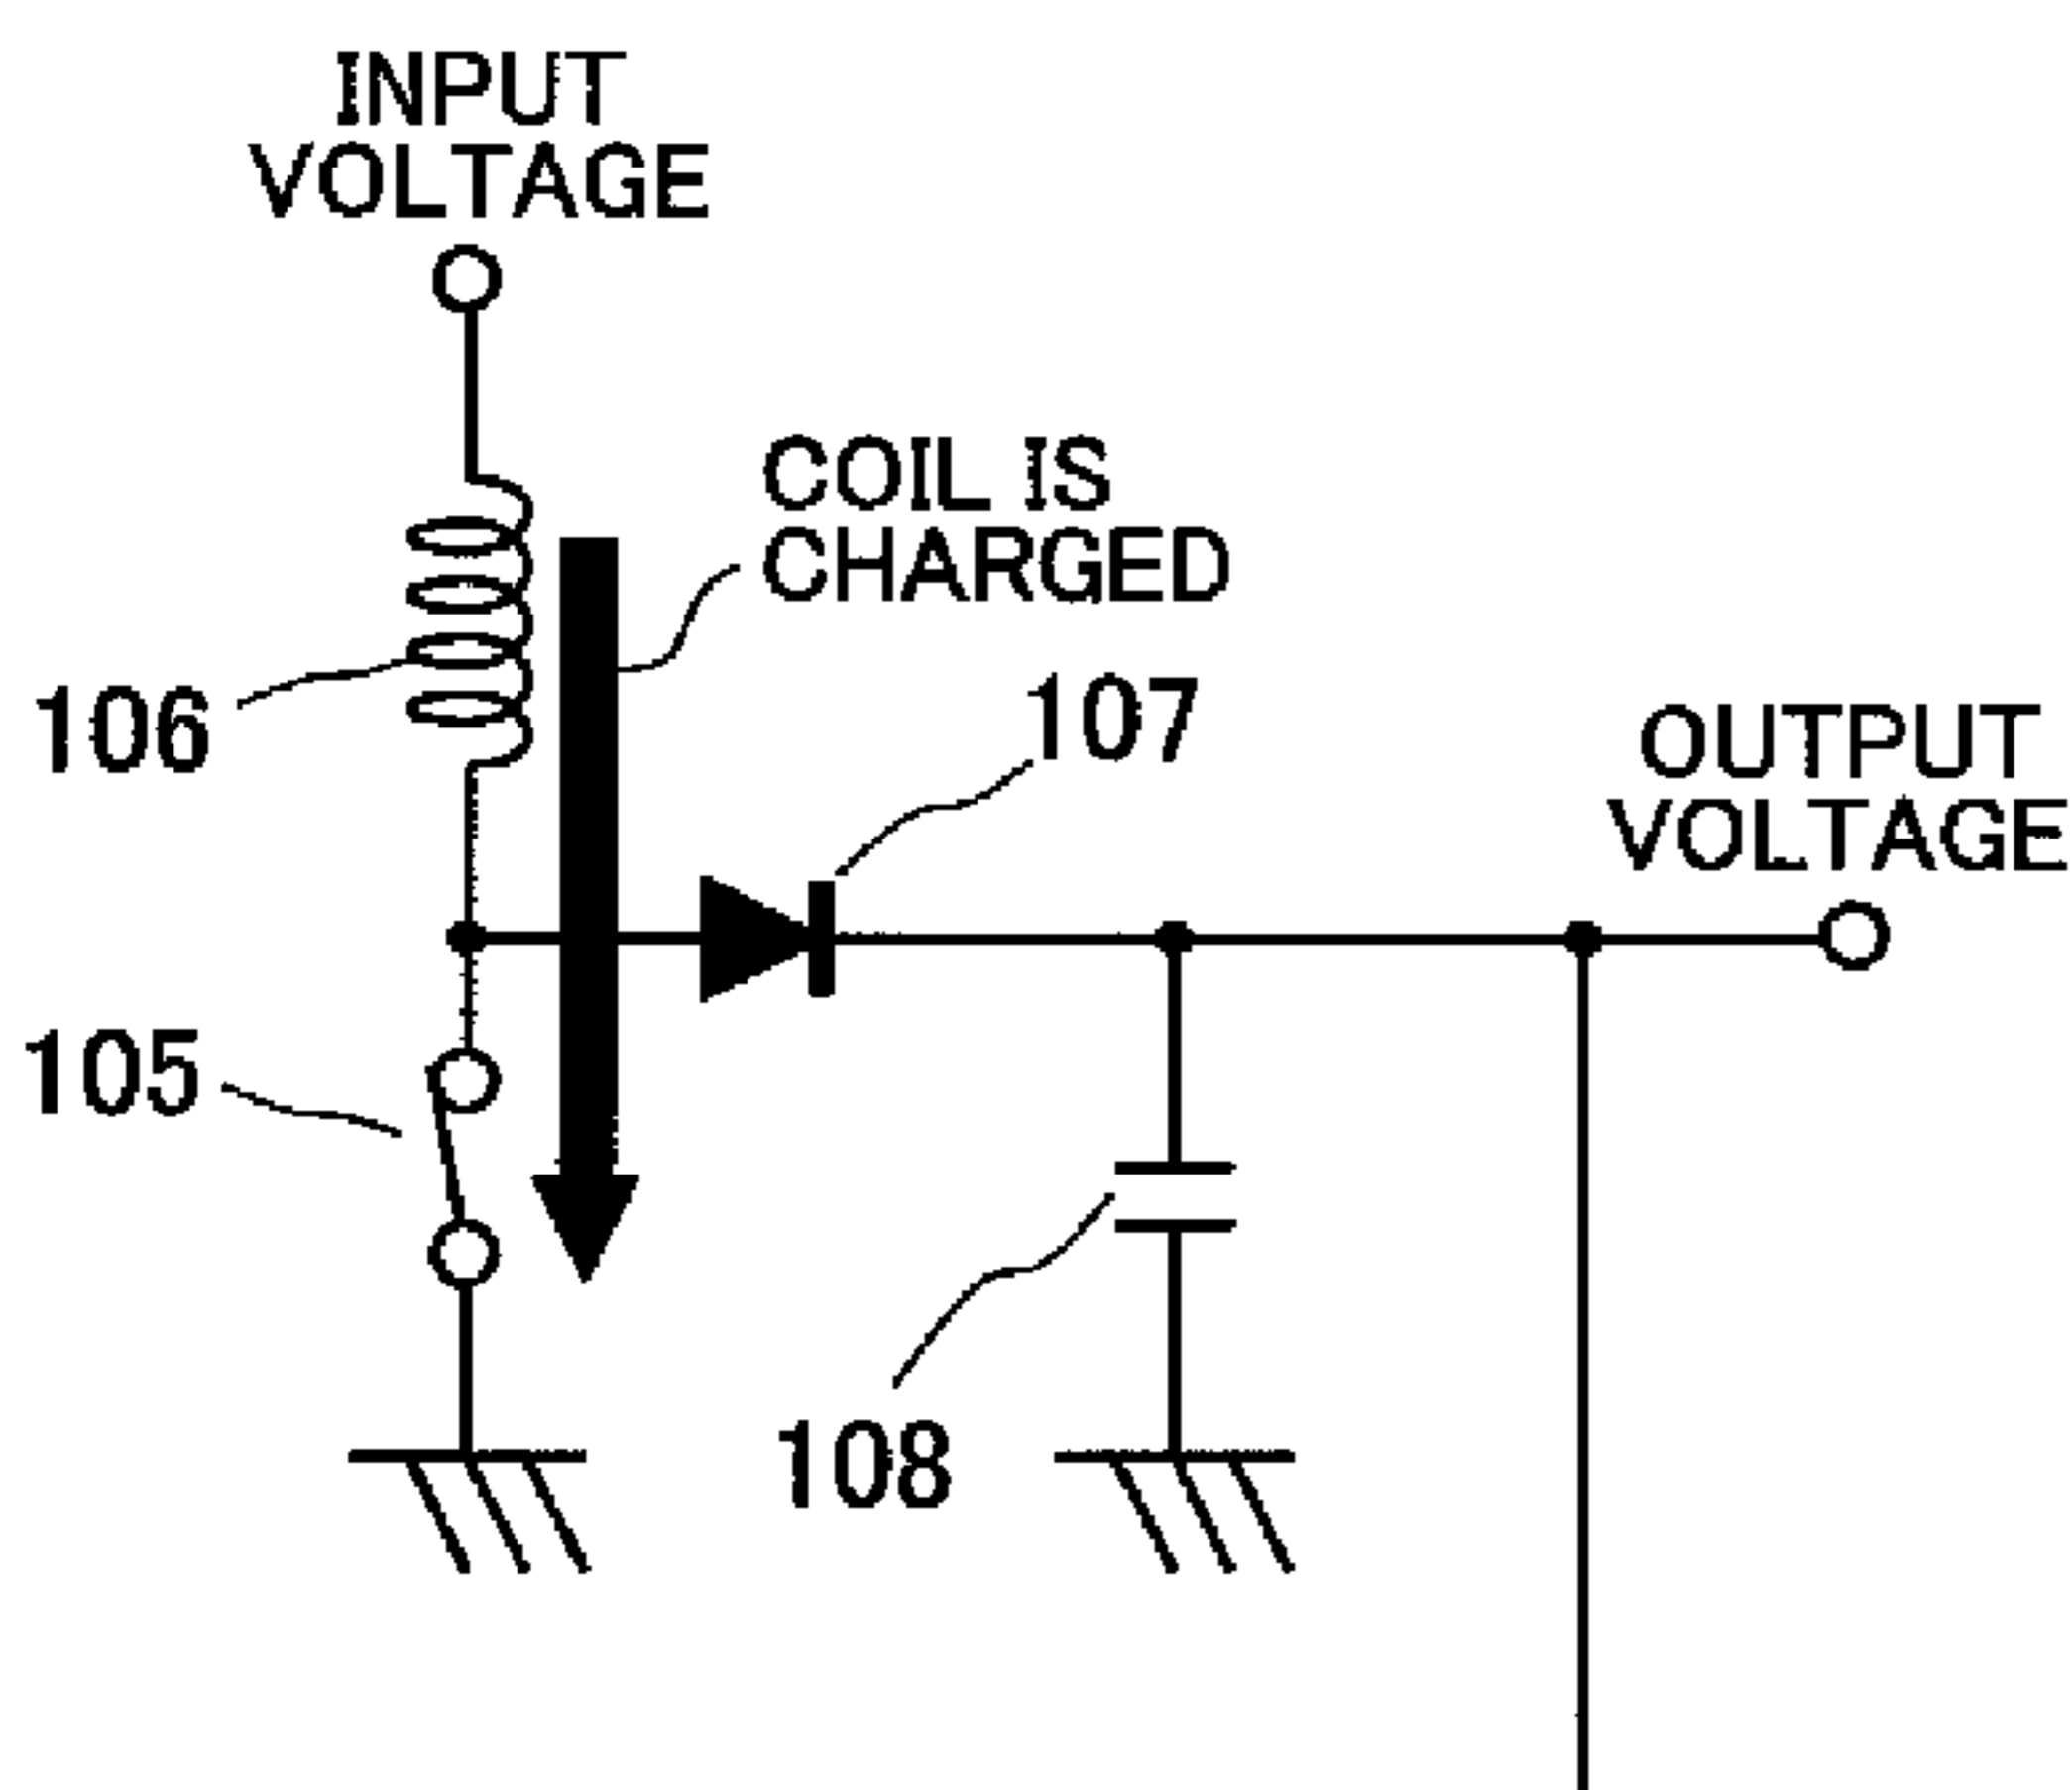 INPUT
VOLTAGE
COIL IS
CHARGED
106
107
OUTPUT
VOLTAGE
105
108